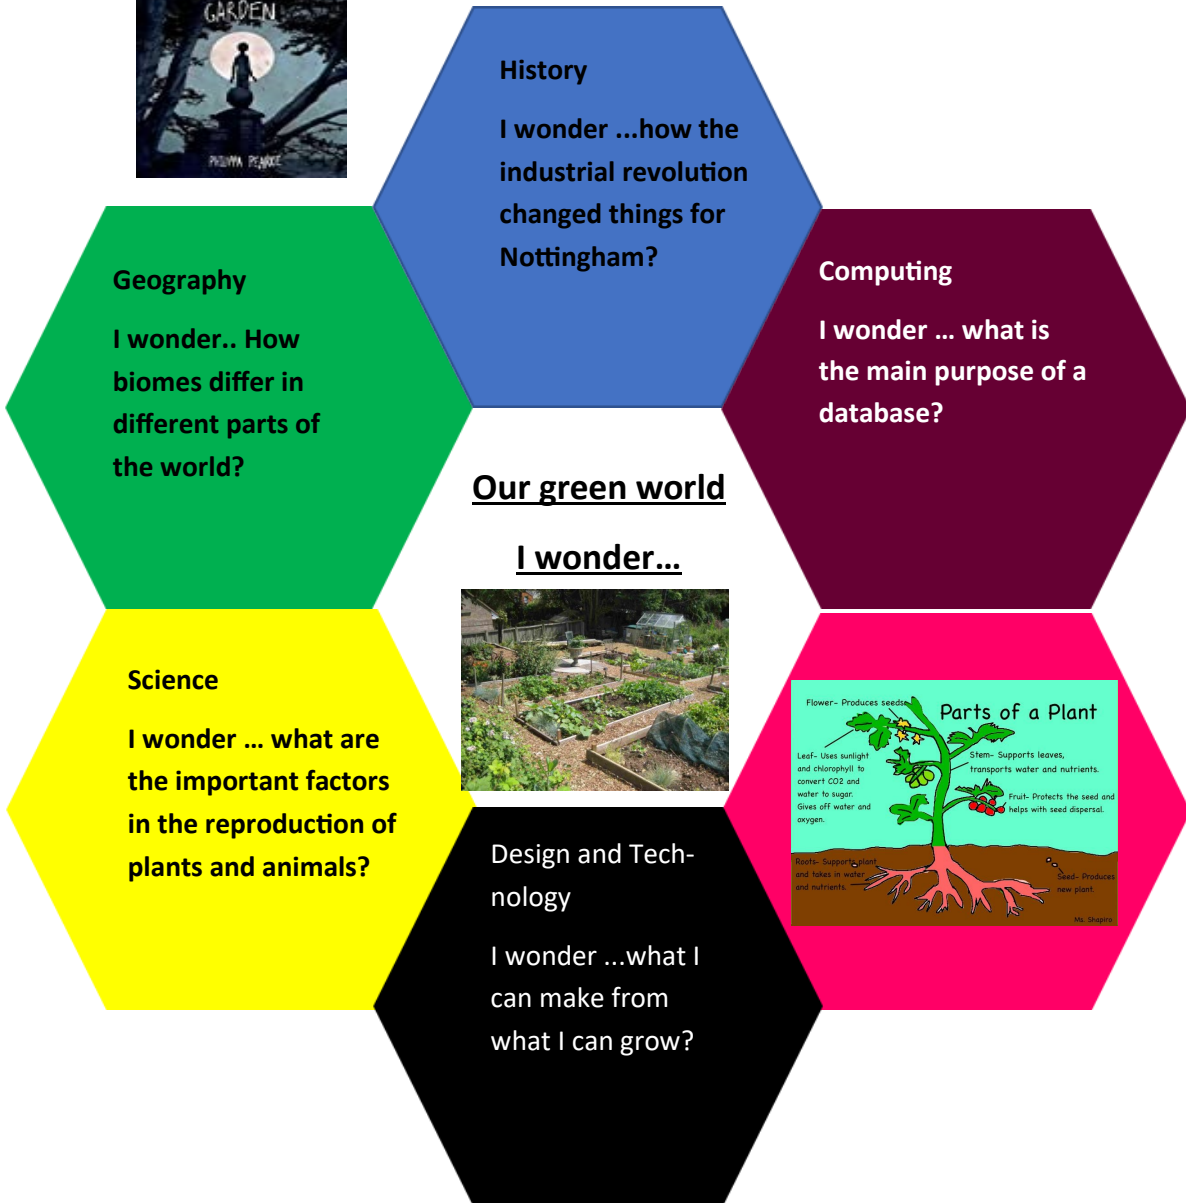 GARDEN
PHILIPPA PEARCE
History
I wonder ...how the
industrial revolution
changed things for
Nottingham?
Geography
I wonder.. How
biomes differ in
different parts of
the world?
Computing
I wonder ... what is
the main purpose of a
database?
Our green world
I wonder...
Science
I wonder ... what are
the important factors
in the reproduction of
plants and animals?
Parts of a Plant
Flower- Produces seeds
Leaf- Uses sunlight
and chlorophyll to
convert CO2 and
water to sugar.
Gives off water and
oxygen.
Stem- Supports leaves,
transports water and nutrients.
Fruit- Protects the seed and
helps with seed dispersal.
Roots- Supports plant
and takes in water
and nutrients.
Seed- Produces
new plant.
Ms. Shapiro
Design and Tech-
nology
I wonder ...what I
can make from
what I can grow?